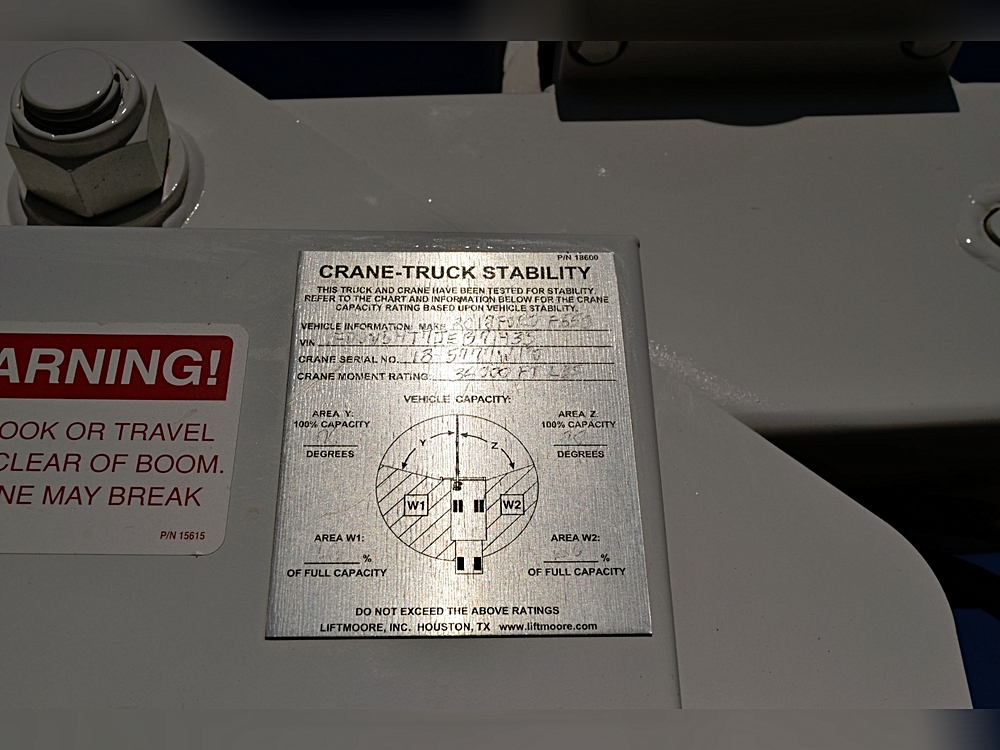 ARNING!
OOK OR TRAVEL
CLEAR OF BOOM.
NE MAY BREAK
P/N 15615
P/N 18600
CRANE-TRUCK STABILITY
THIS TRUCK AND CRANE HAVE BEEN TESTED FOR STABILITY.
REFER TO THE CHART AND INFORMATION BELOW FOR THE CRANE
CAPACITY RATING BASED UPON VEHICLE STABILITY.
VEHICLE INFORMATION: MAKE
VIN
CRANE SERIAL NO.
CRANE MOMENT RATING: 36 000 FT LBS
VEHICLE CAPACITY:
AREA Y:
100% CAPACITY
DEGREES
AREA Z:
100% CAPACITY
DEGREES
Y
Z
W1
W2
AREA W1:
%
OF FULL CAPACITY
AREA W2:
%
OF FULL CAPACITY
DO NOT EXCEED THE ABOVE RATINGS
LIFTMOORE, INC. HOUSTON, TX www.liftmoore.com